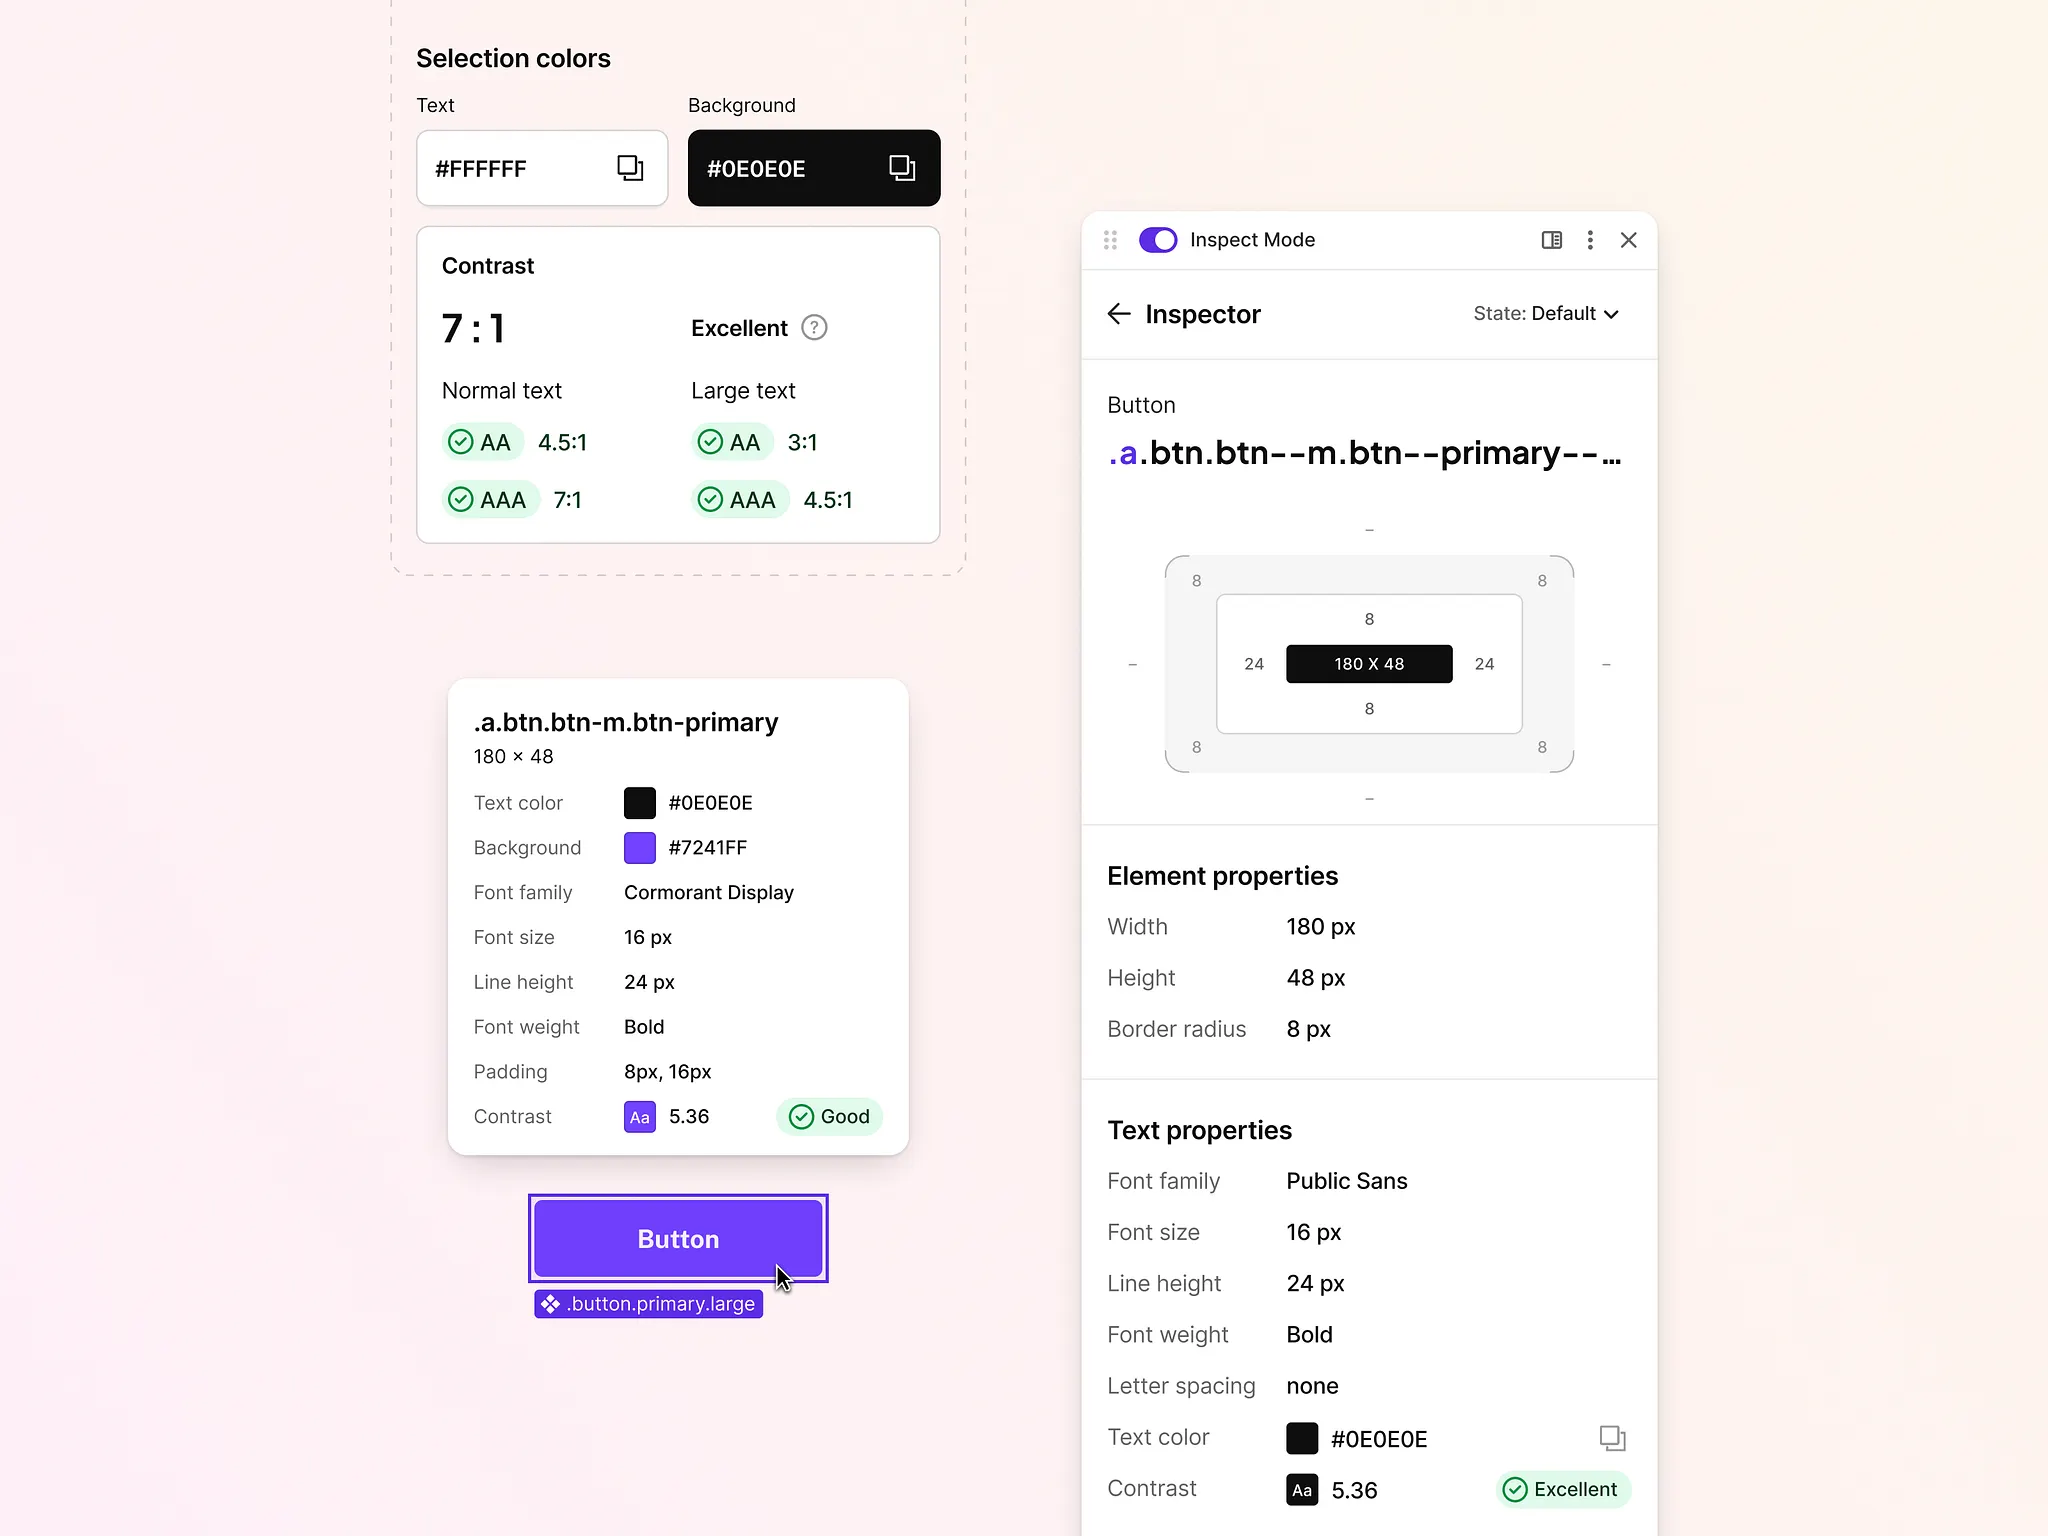 Selection colors
Text
Background
#FFFFFF
#0E0E0E
Contrast
7:1
Excellent
?
Normal text
Large text
AA 4.5:1
AA 3:1
AAA 7:1
AAA 4.5:1
.a.btn.btn-m.btn-primary
180 × 48
Text color #0E0E0E
Background #7241FF
Font family Cormorant Display
Font size 16 px
Line height 24 px
Font weight Bold
Padding 8px, 16px
Contrast Aa 5.36 Good
Button
.button.primary.large
Inspect Mode
Inspector
State: Default
Button
.a.btn.btn--m.btn--primary--...
–
8 8
8
– 24 180 X 48 24 –
8
8 8
–
Element properties
Width 180 px
Height 48 px
Border radius 8 px
Text properties
Font family Public Sans
Font size 16 px
Line height 24 px
Font weight Bold
Letter spacing none
Text color #0E0E0E
Contrast Aa 5.36 Excellent